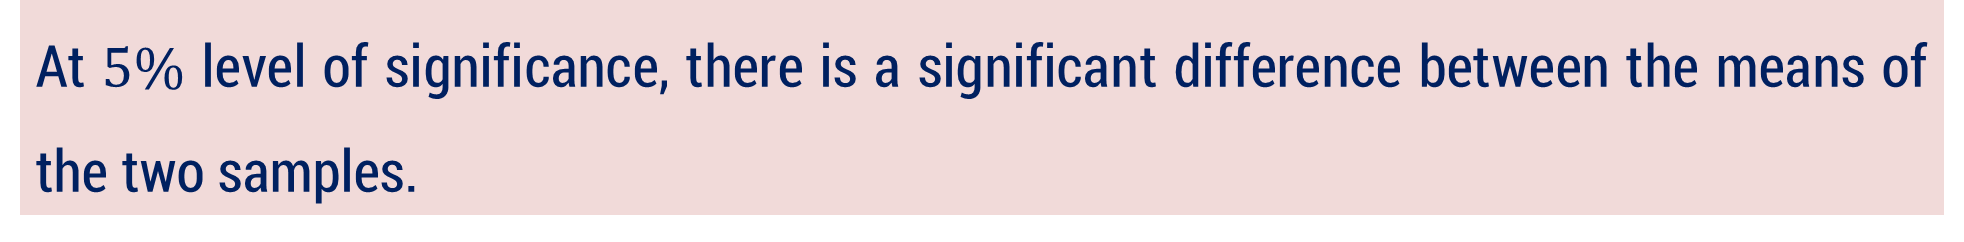 At 5% level of significance, there is a significant difference between the means of
the two samples.